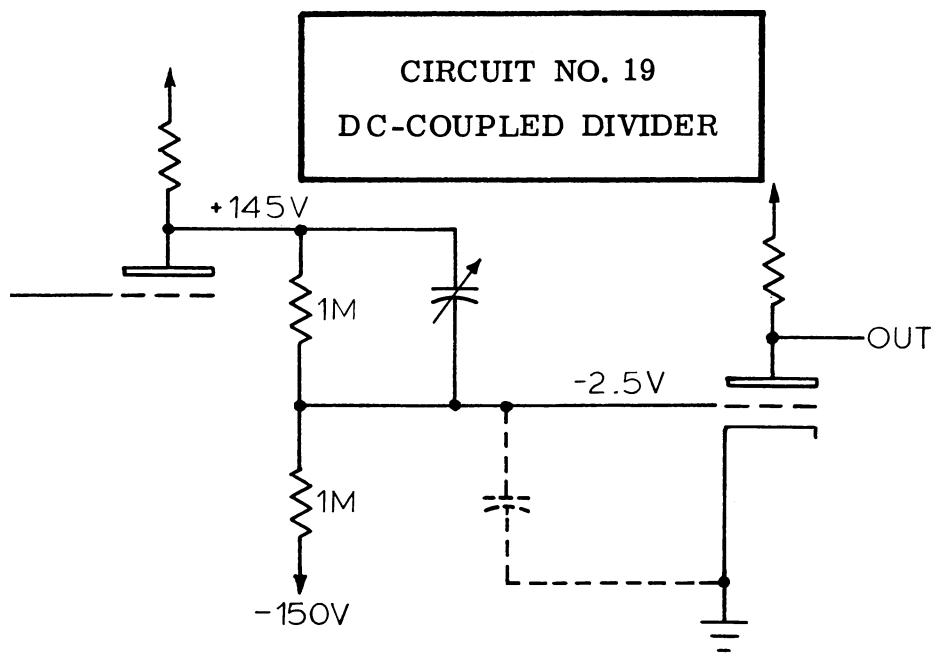 CIRCUIT NO. 19
DC-COUPLED DIVIDER
+145V
1M
OUT
-2.5V
1M
-150V